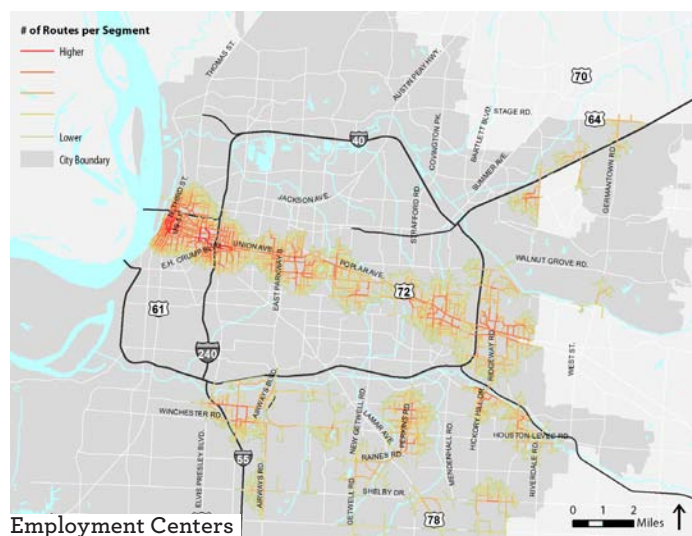 # of Routes per Segment
Higher
Lower
City Boundary
THOMAS ST.
AUSTIN PEAY HWY.
70
64
STAGE RD.
BARTLETT BLVD.
COVINGTON PK.
SUMMER AVE.
GERMANTOWN RD.
40
JACKSON AVE.
STRAFFORD RD.
THIRD ST.
UNION AVE.
E.H. CRUMP BLVD.
EAST PARKWAY S.
POPLAR AVE.
WALNUT GROVE RD.
72
61
240
RIDGEWAY RD.
WEST ST.
AIRWAYS BLVD.
WINCHESTER RD.
NEW GETWELL RD.
LAMAR AVE.
PERKINS RD.
MENDERHALL RD.
HICKORY HILL DR.
HOUSTON LEVEE RD.
RIVERDALE RD.
ELVIS PRESLEY BLVD.
55
AIRWAYS RD.
RAINES RD.
GETWELL RD.
SHELBY DR.
78
0 1 2
Miles
Employment Centers